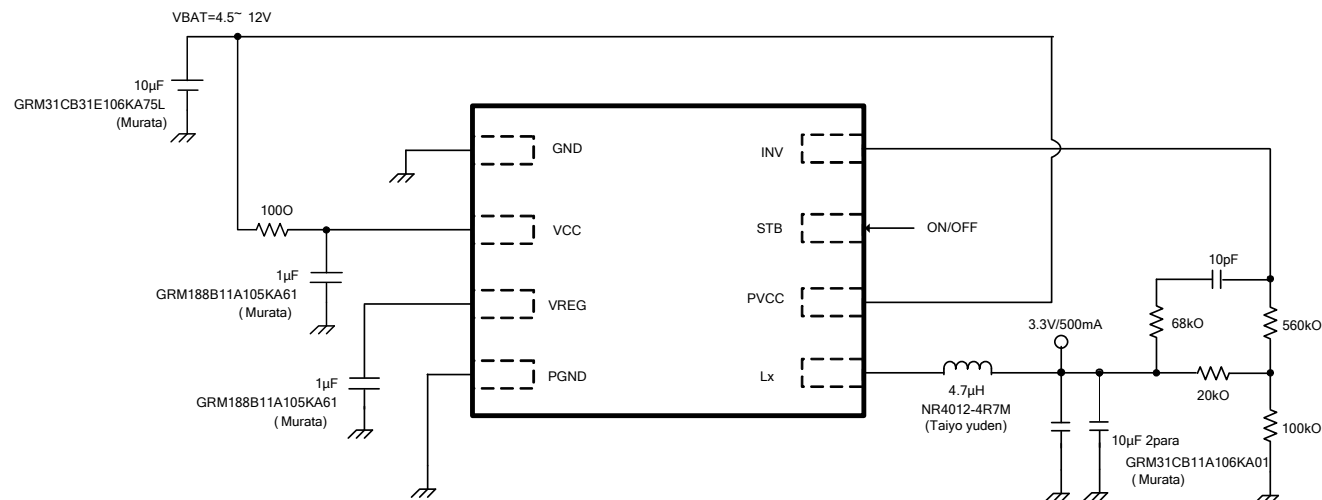 VBAT=4.5~ 12V
10µF
GRM31CB31E106KA75L
(Murata)
GND
INV
100O
VCC
STB
ON/OFF
1µF
GRM188B11A105KA61
( Murata)
10pF
VREG
PVCC
3.3V/500mA
68kO
560kO
1µF
GRM188B11A105KA61
( Murata)
PGND
Lx
4.7µH
NR4012-4R7M
(Taiyo yuden)
20kO
100kO
10µF 2para
GRM31CB11A106KA01
( Murata)